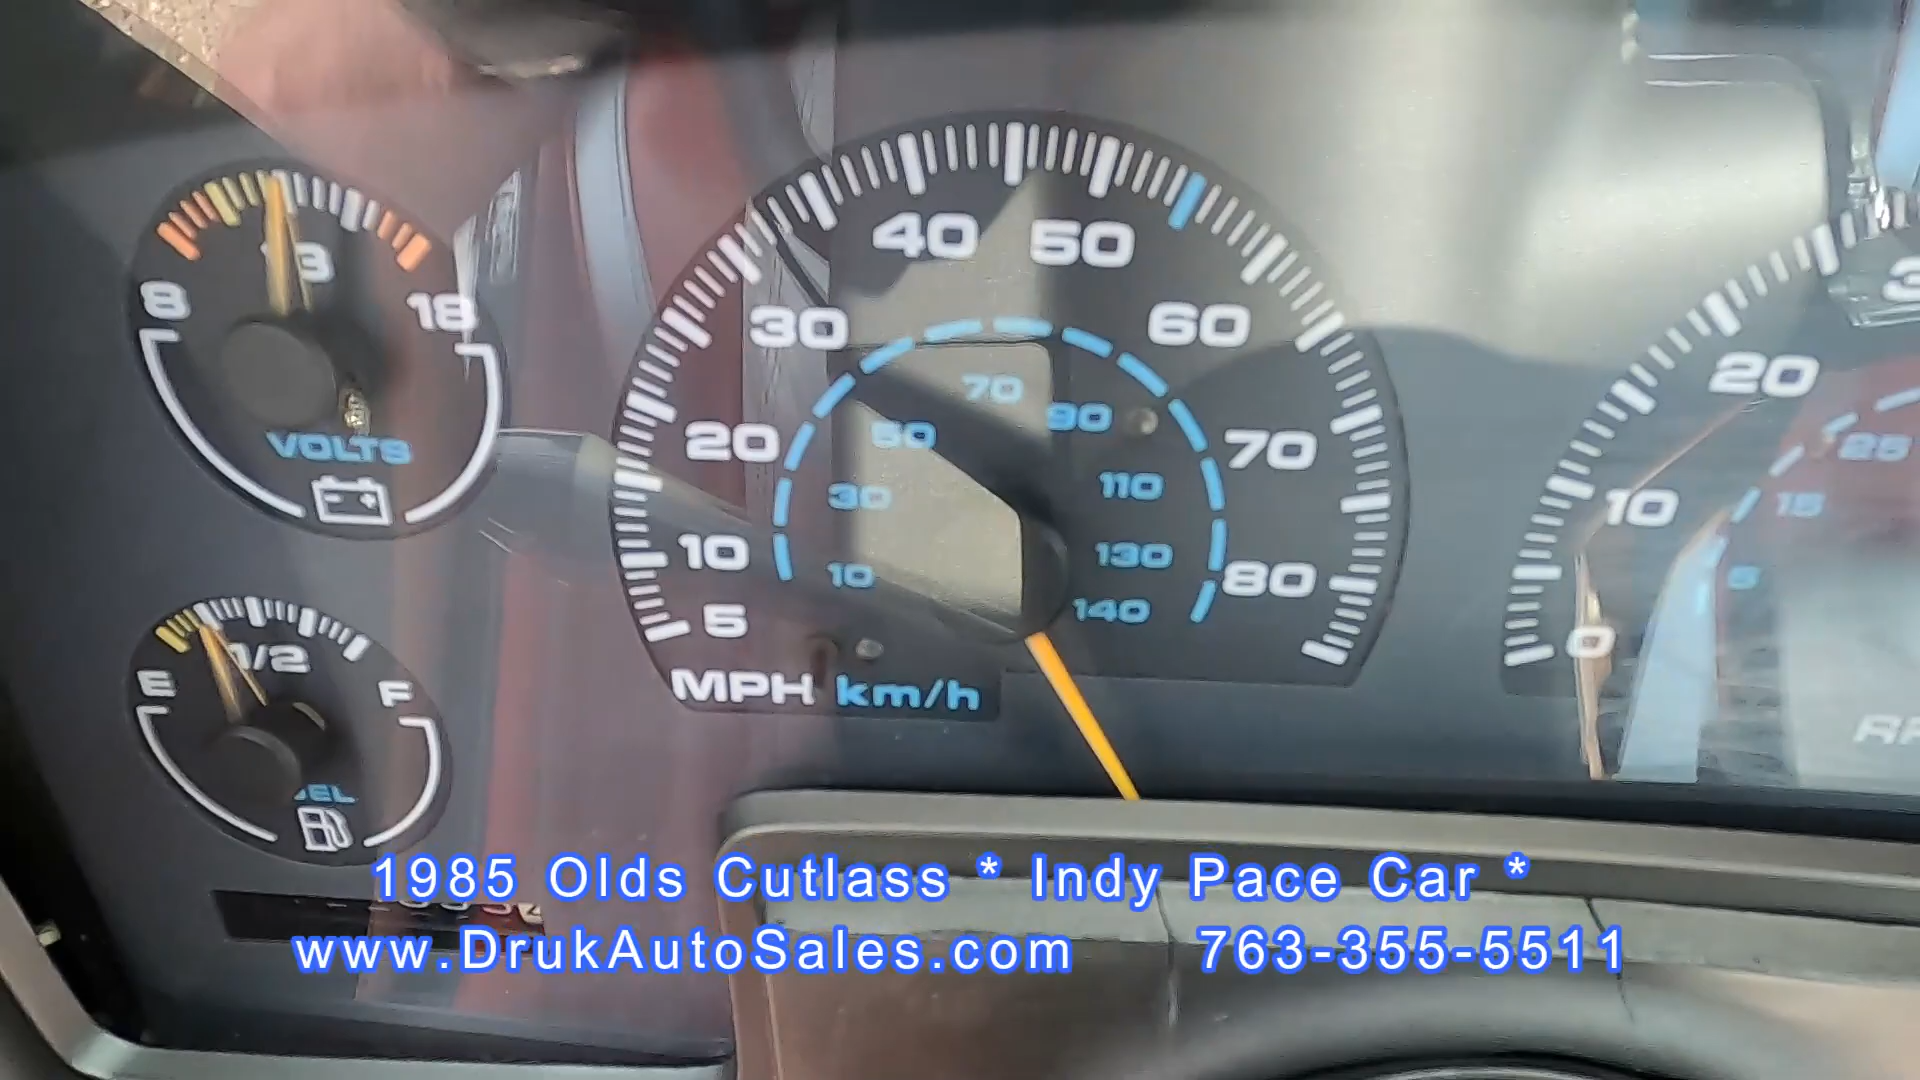 8 13 18
VOLTS
- +
E 1/2 F
5 10 20 30 40 50 60 70 80
10 30 50 70 90 110 130 140
MPH km/h
0 10 20
5 15 25
1985 Olds Cutlass * Indy Pace Car *
www.DrukAutoSales.com 763-355-5511